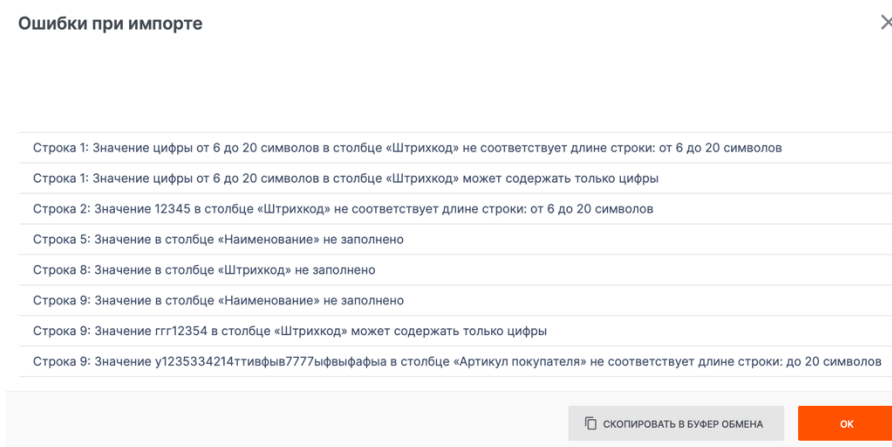 Ошибки при импорте
Строка 1: Значение цифры от 6 до 20 символов в столбце «Штрихкод» не соответствует длине строки: от 6 до 20 символов
Строка 1: Значение цифры от 6 до 20 символов в столбце «Штрихкод» может содержать только цифры
Строка 2: Значение 12345 в столбце «Штрихкод» не соответствует длине строки: от 6 до 20 символов
Строка 5: Значение в столбце «Наименование» не заполнено
Строка 8: Значение в столбце «Штрихкод» не заполнено
Строка 9: Значение в столбце «Наименование» не заполнено
Строка 9: Значение ггг12354 в столбце «Штрихкод» может содержать только цифры
Строка 9: Значение у1235334214ттивфыв7777ыфвыфафыа в столбце «Артикул покупателя» не соответствует длине строки: до 20 символов
СКОПИРОВАТЬ В БУФЕР ОБМЕНА
ОК